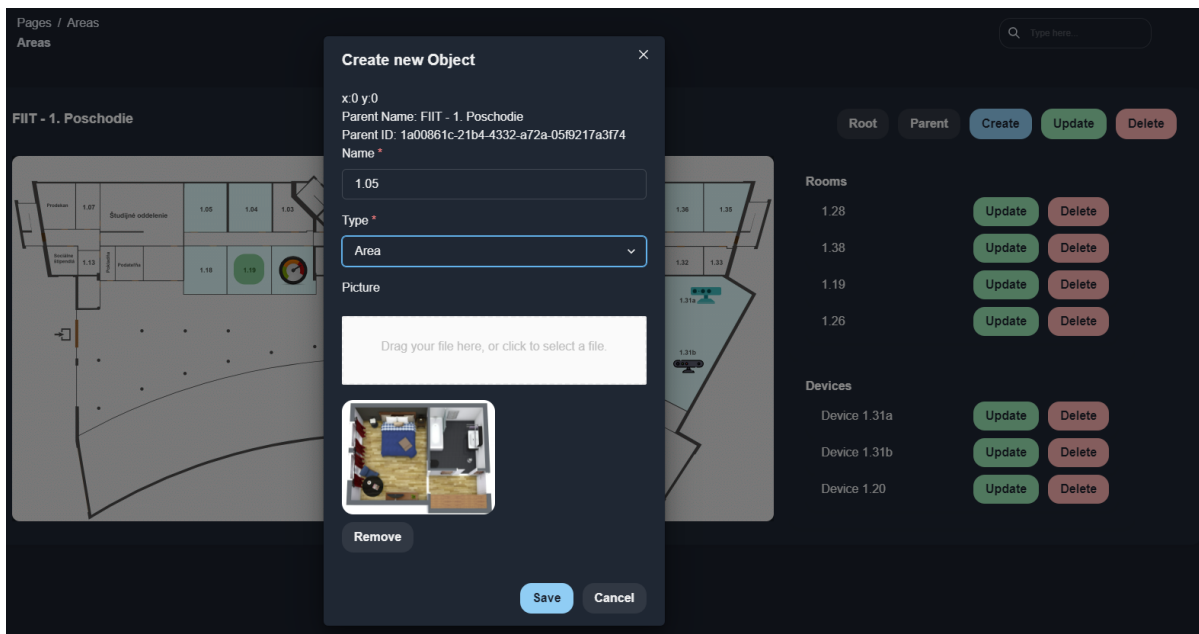 Pages / Areas
Areas
Type here...
FIIT - 1. Poschodie
Root Parent Create Update Delete
Create new Object
x:0 y:0
Parent Name: FIIT - 1. Poschodie
Parent ID: 1a00861c-21b4-4332-a72a-05f9217a3f74
Name *
1.05
Type *
Area
Picture
Drag your file here, or click to select a file.
Remove
Save Cancel
1.07
Študijné oddelenie
1.05
1.04
1.03
1.13
Podateľňa
1.18
1.19
1.36
1.35
1.32
1.33
1.31a
1.31b
Rooms
1.28 Update Delete
1.38 Update Delete
1.19 Update Delete
1.26 Update Delete
Devices
Device 1.31a Update Delete
Device 1.31b Update Delete
Device 1.20 Update Delete